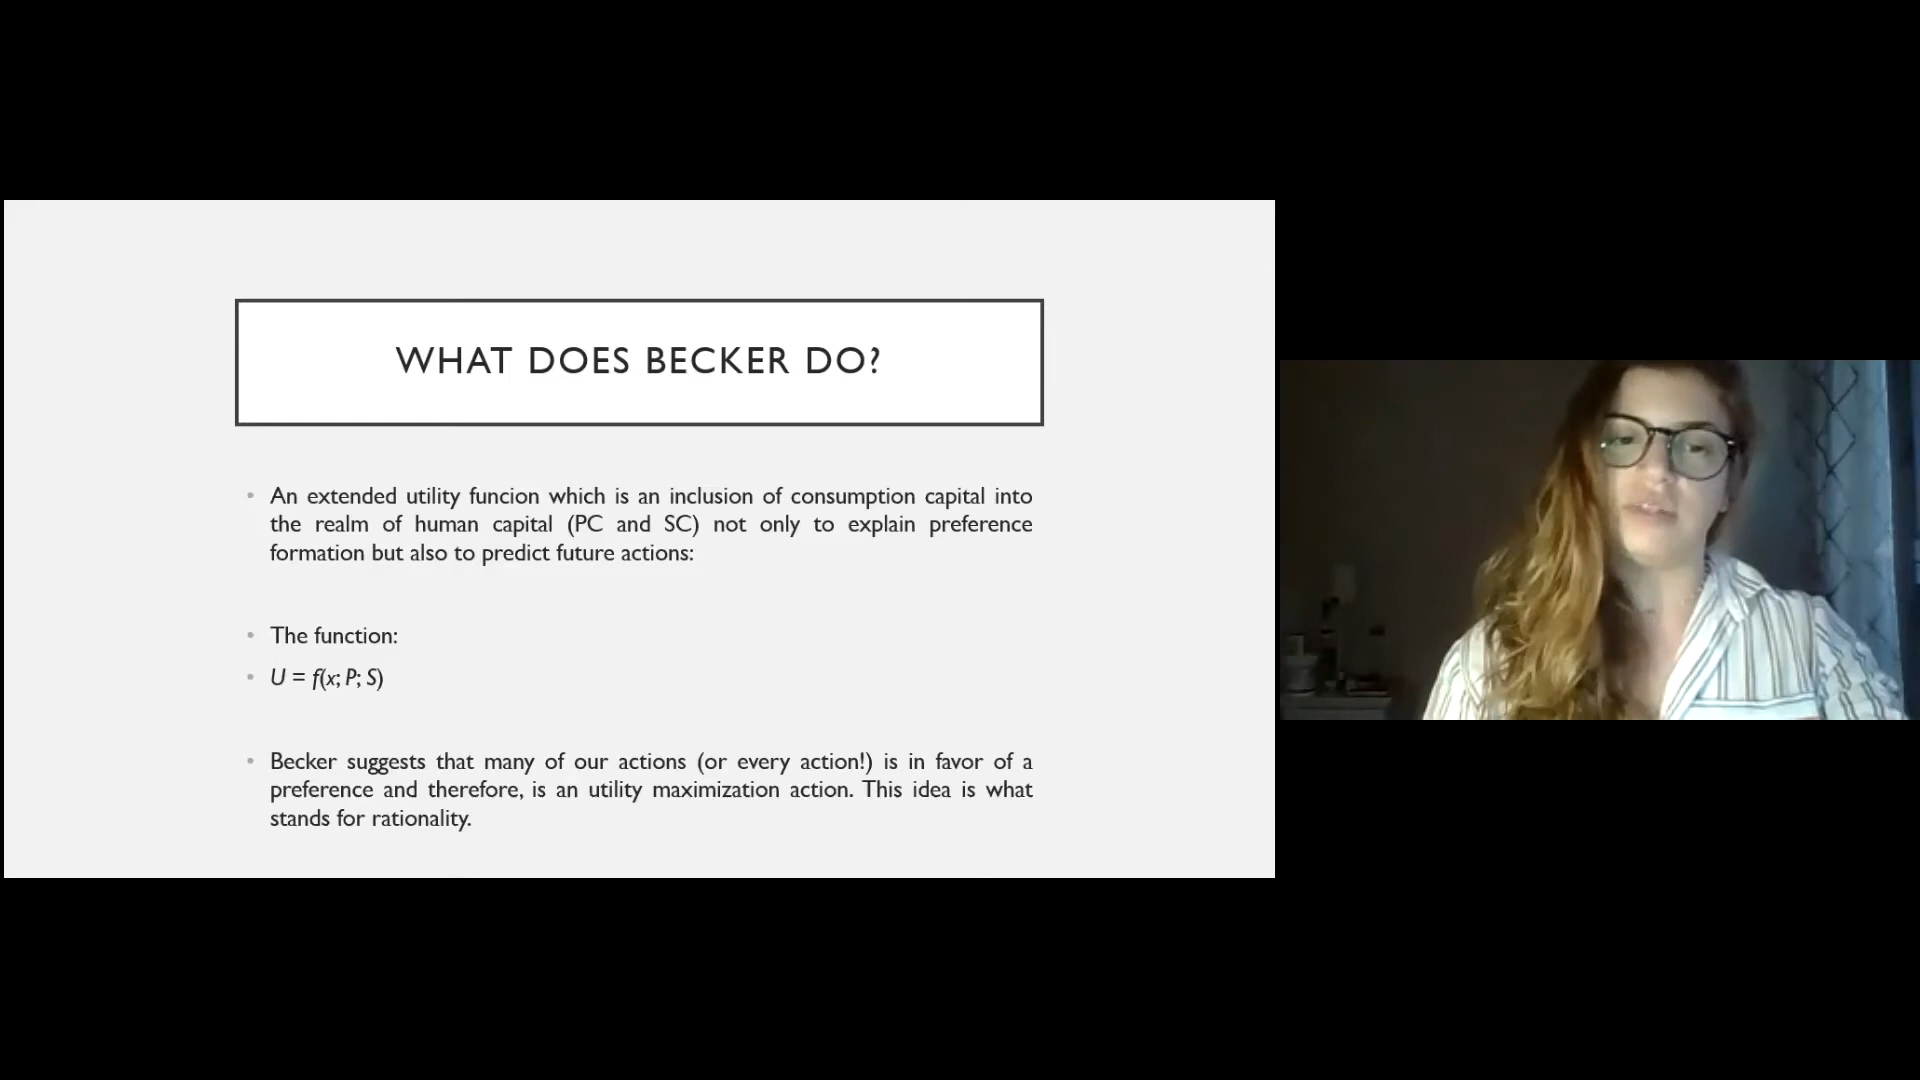 WHAT DOES BECKER DO?
• An extended utility funcion which is an inclusion of consumption capital into
the realm of human capital (PC and SC) not only to explain preference
formation but also to predict future actions:
• The function:
• U = f(x; P; S)
• Becker suggests that many of our actions (or every action!) is in favor of a
preference and therefore, is an utility maximization action. This idea is what
stands for rationality.